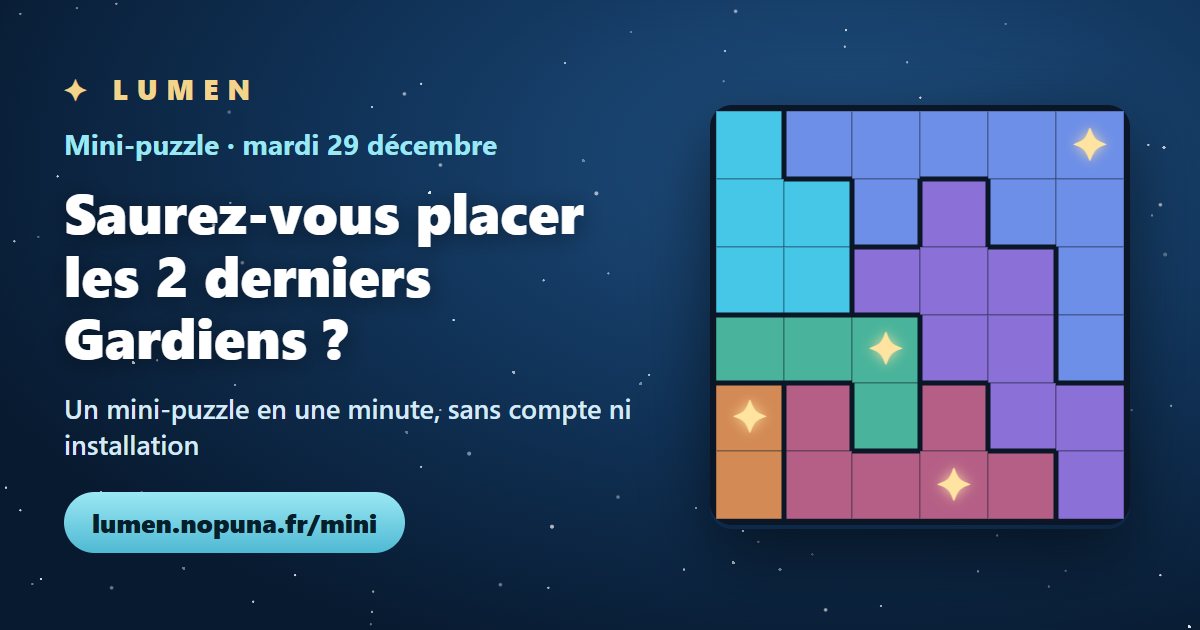 LUMEN
Mini-puzzle · mardi 29 décembre
Saurez-vous placer
les 2 derniers
Gardiens ?
Un mini-puzzle en une minute, sans compte ni
installation
lumen.nopuna.fr/mini